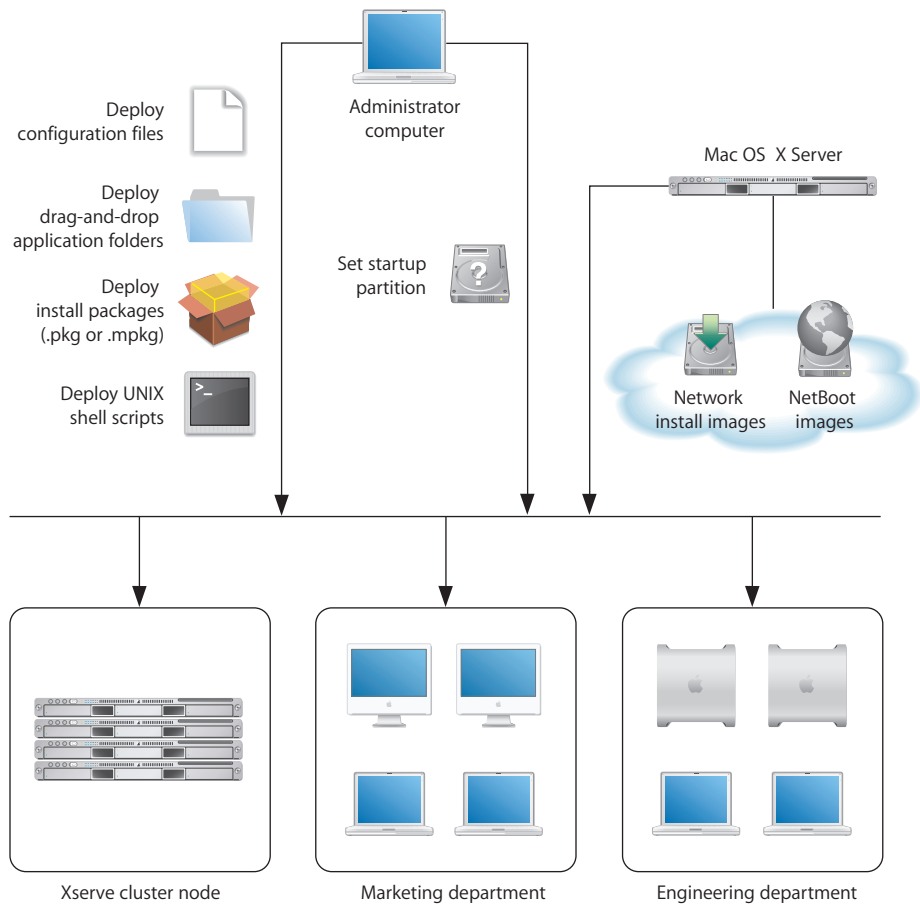 Administrator
computer
Deploy
configuration files
Deploy
drag-and-drop
application folders
Deploy
install packages
(.pkg or .mpkg)
Deploy UNIX
shell scripts
>_
Set startup
partition
?
Mac OS X Server
Network
install images
NetBoot
images
Xserve cluster node
Marketing department
Engineering department